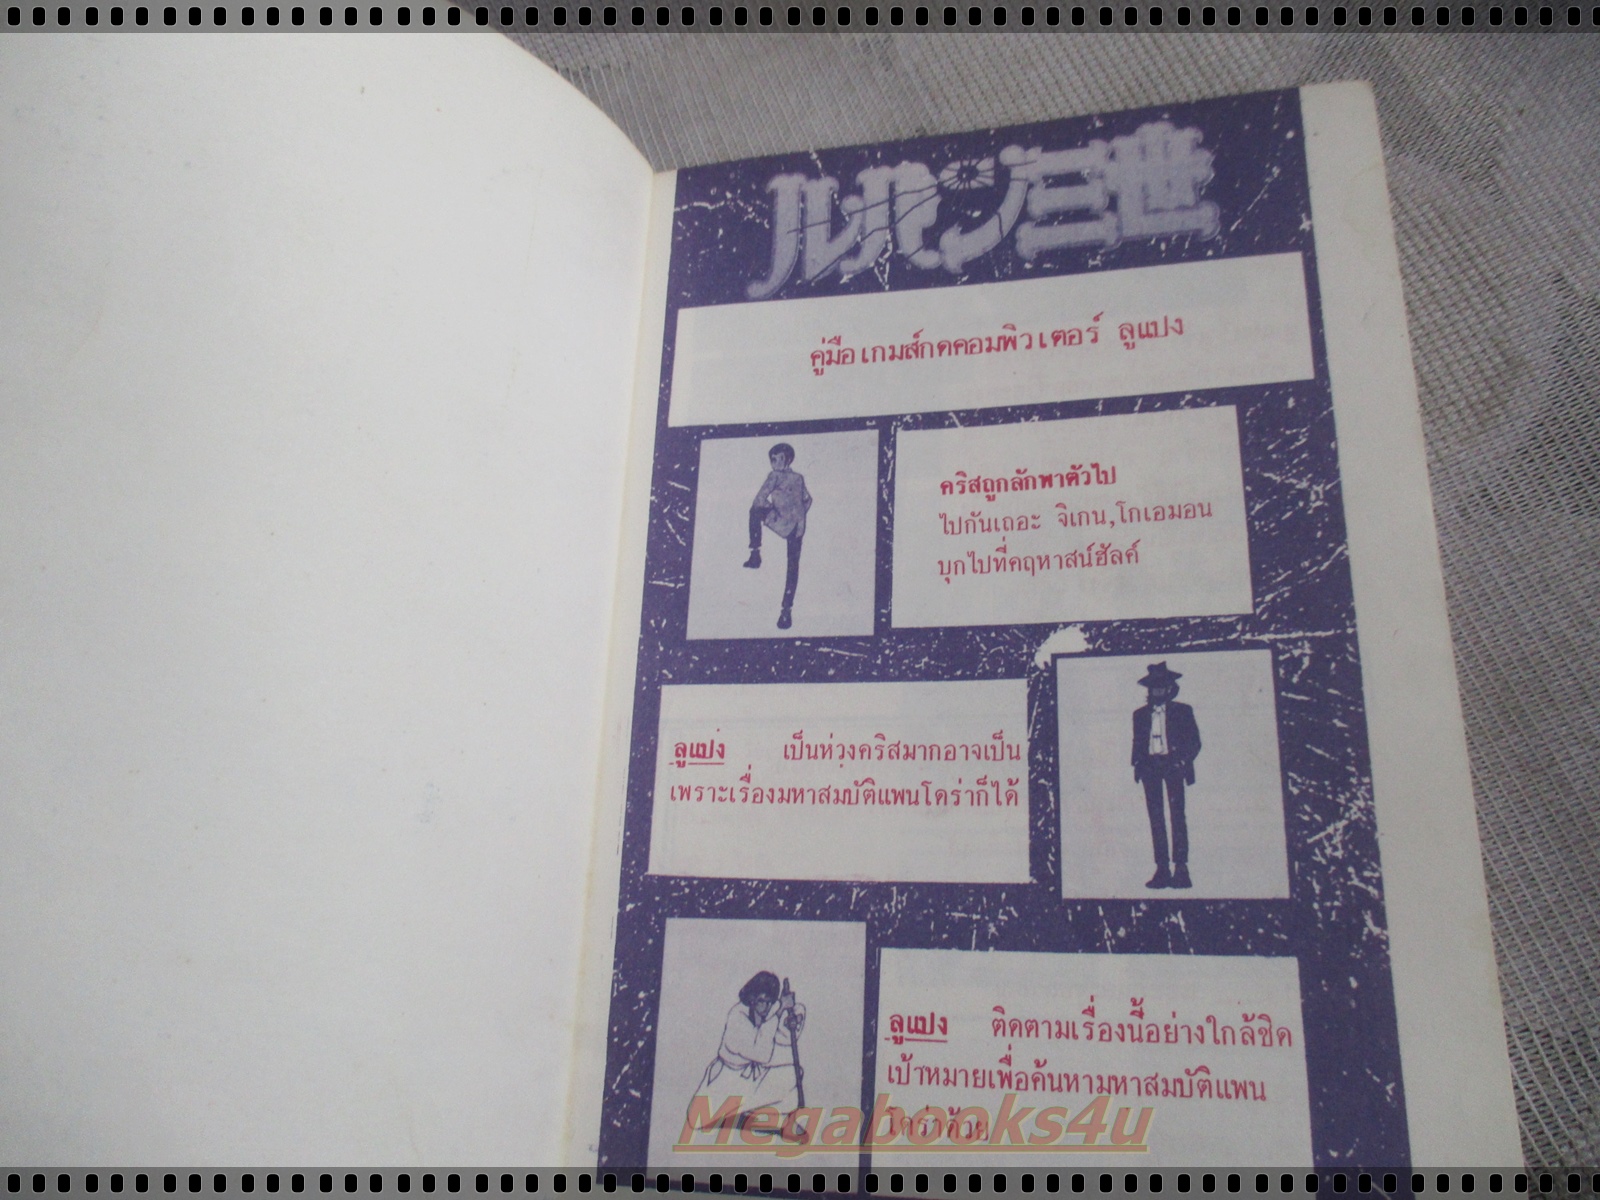 ルパン三世
คู่มือเกมส์กดคอมพิวเตอร์ ลูแปง
คริสถูกลักพาตัวไป
ไปกันเถอะ จิเกน,โกเอมอน
บุกไปที่คฤหาสน์ฮัลค์
ลูแปง เป็นห่วงคริสมากอาจเป็น
เพราะเรื่องมหาสมบัติแพนโดร่าก็ได้
ลูแปง ติดตามเรื่องนี้อย่างใกล้ชิด
เป้าหมายเพื่อค้นหามหาสมบัติแพน
โดร่าด้วย
Megabooks4u